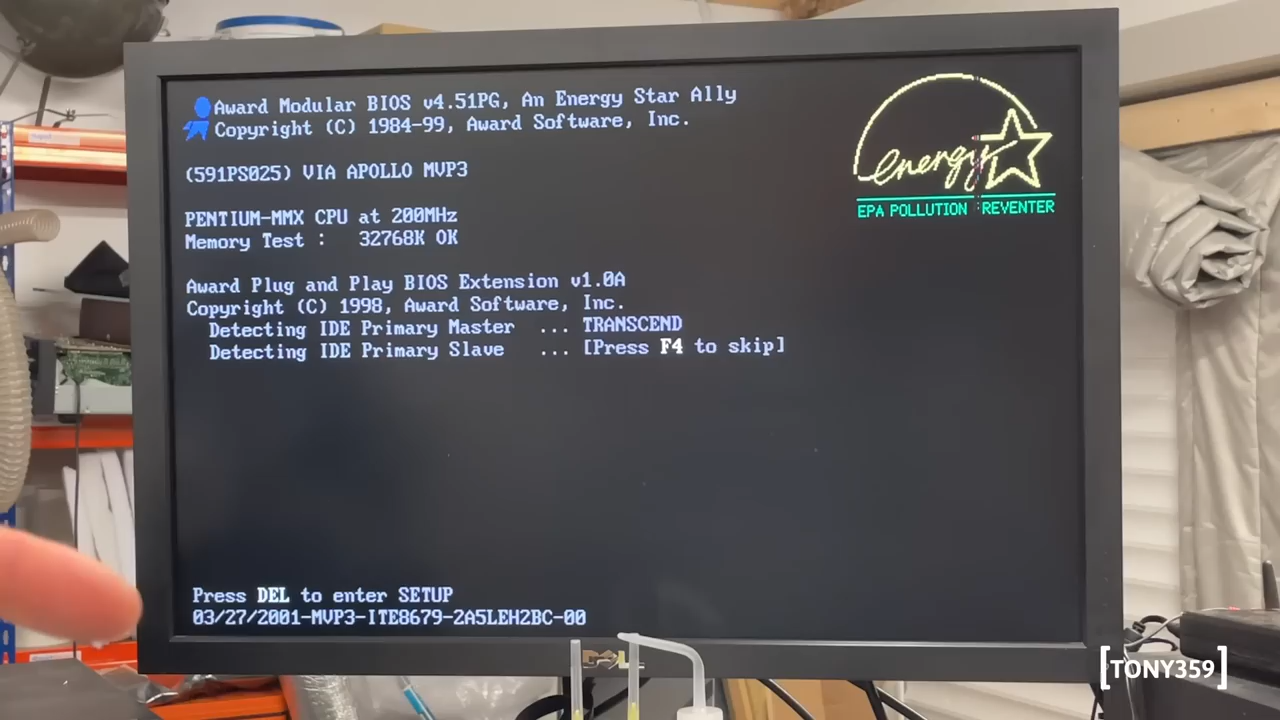 Award Modular BIOS v4.51PG, An Energy Star Ally
Copyright (C) 1984-99, Award Software, Inc.
energy
EPA POLLUTION REVENTER
(591PS025) VIA APOLLO MVP3
PENTIUM-MMX CPU at 200MHz
Memory Test : 32768K OK
Award Plug and Play BIOS Extension v1.0A
Copyright (C) 1998, Award Software, Inc.
Detecting IDE Primary Master ... TRANSCEND
Detecting IDE Primary Slave ... [Press F4 to skip]
Press DEL to enter SETUP
03/27/2001-MVP3-ITE8679-2A5LEH2BC-00
DELL
[TONY359]